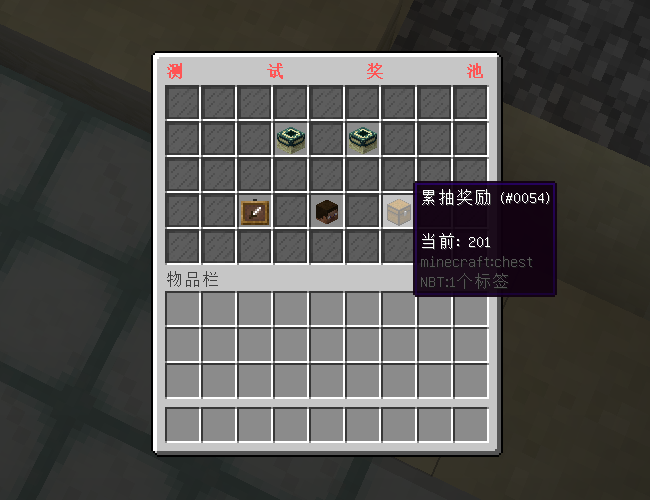 测 试 奖 池
累抽奖励 (#0054)
当前: 201
minecraft:chest
NBT:1个标签
物品栏